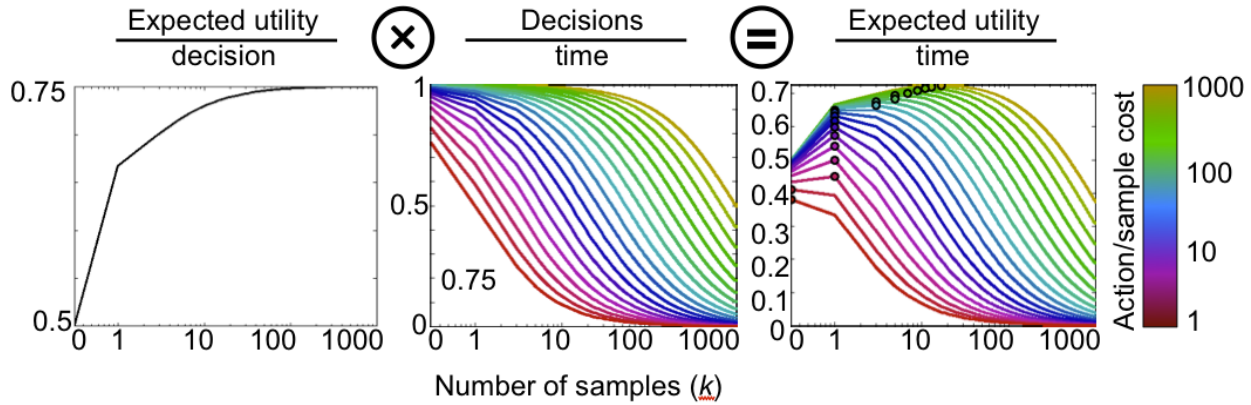 Expected utility
decision
×
Decisions
time
=
Expected utility
time
0.75
0.5
0 1 10 100 1000
1
0.5
0
0.75
0 1 10 100 1000
0.7
0.6
0.5
0.4
0.3
0.2
0.1
0
0 1 10 100 1000
1000
100
10
1
Action/sample cost
Number of samples (k)